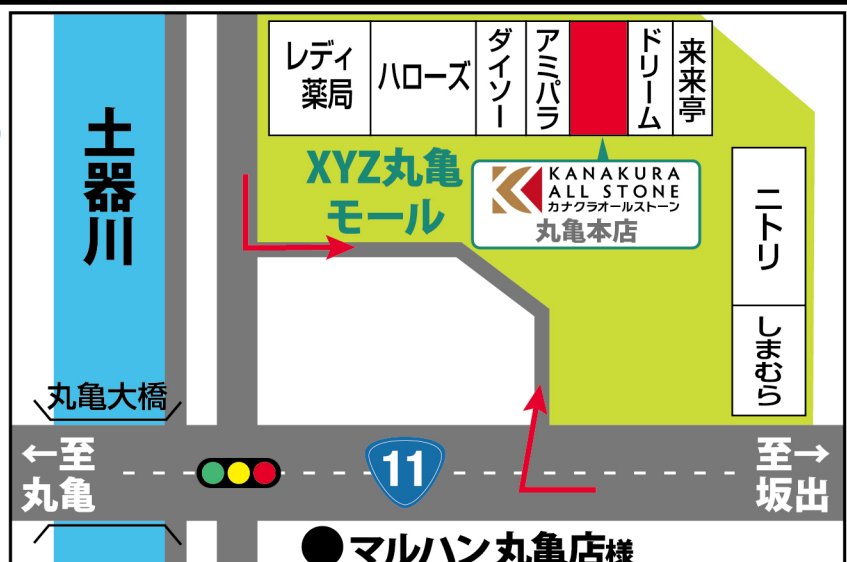 レディ
薬局
ハローズ
ダイソー
アミパラ
ドリーム
来来亭
土器川
XYZ丸亀
モール
KANAKURA
ALL STONE
カナクラオールストーン
丸亀本店
ニトリ
しまむら
丸亀大橋
←至
丸亀
11
至→
坂出
●マルハン丸亀店様